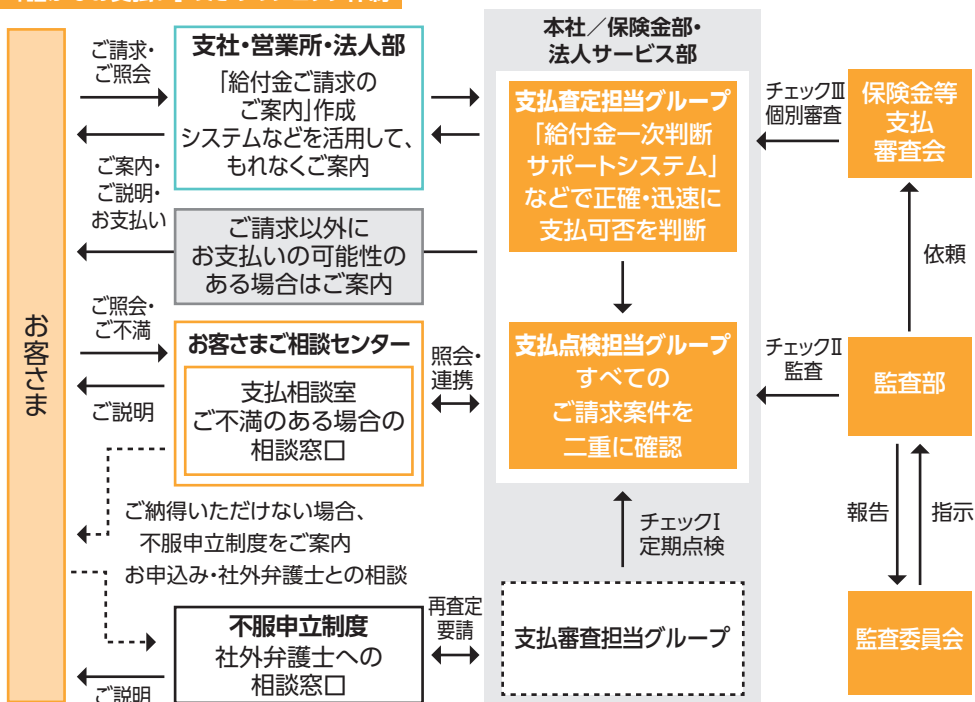 お客さま
ご請求・
ご照会
ご案内・
ご説明・
お支払い
支社・営業所・法人部
「給付金ご請求の
ご案内」作成
システムなどを活用して、
もれなくご案内
ご請求以外に
お支払いの可能性の
ある場合はご案内
ご照会・
ご不満
ご説明
お客さまご相談センター
支払相談室
ご不満のある場合の
相談窓口
照会・
連携
ご納得いただけない場合、
不服申立制度をご案内
お申込み・社外弁護士との相談
不服申立制度
社外弁護士への
相談窓口
ご説明
再査定
要請
本社／保険金部・
法人サービス部
支払査定担当グループ
「給付金一次判断
サポートシステム」
などで正確・迅速に
支払可否を判断
支払点検担当グループ
すべての
ご請求案件を
二重に確認
チェックⅠ
定期点検
支払審査担当グループ
チェックⅢ
個別審査
保険金等
支払
審査会
依頼
チェックⅡ
監査
監査部
報告
指示
監査委員会